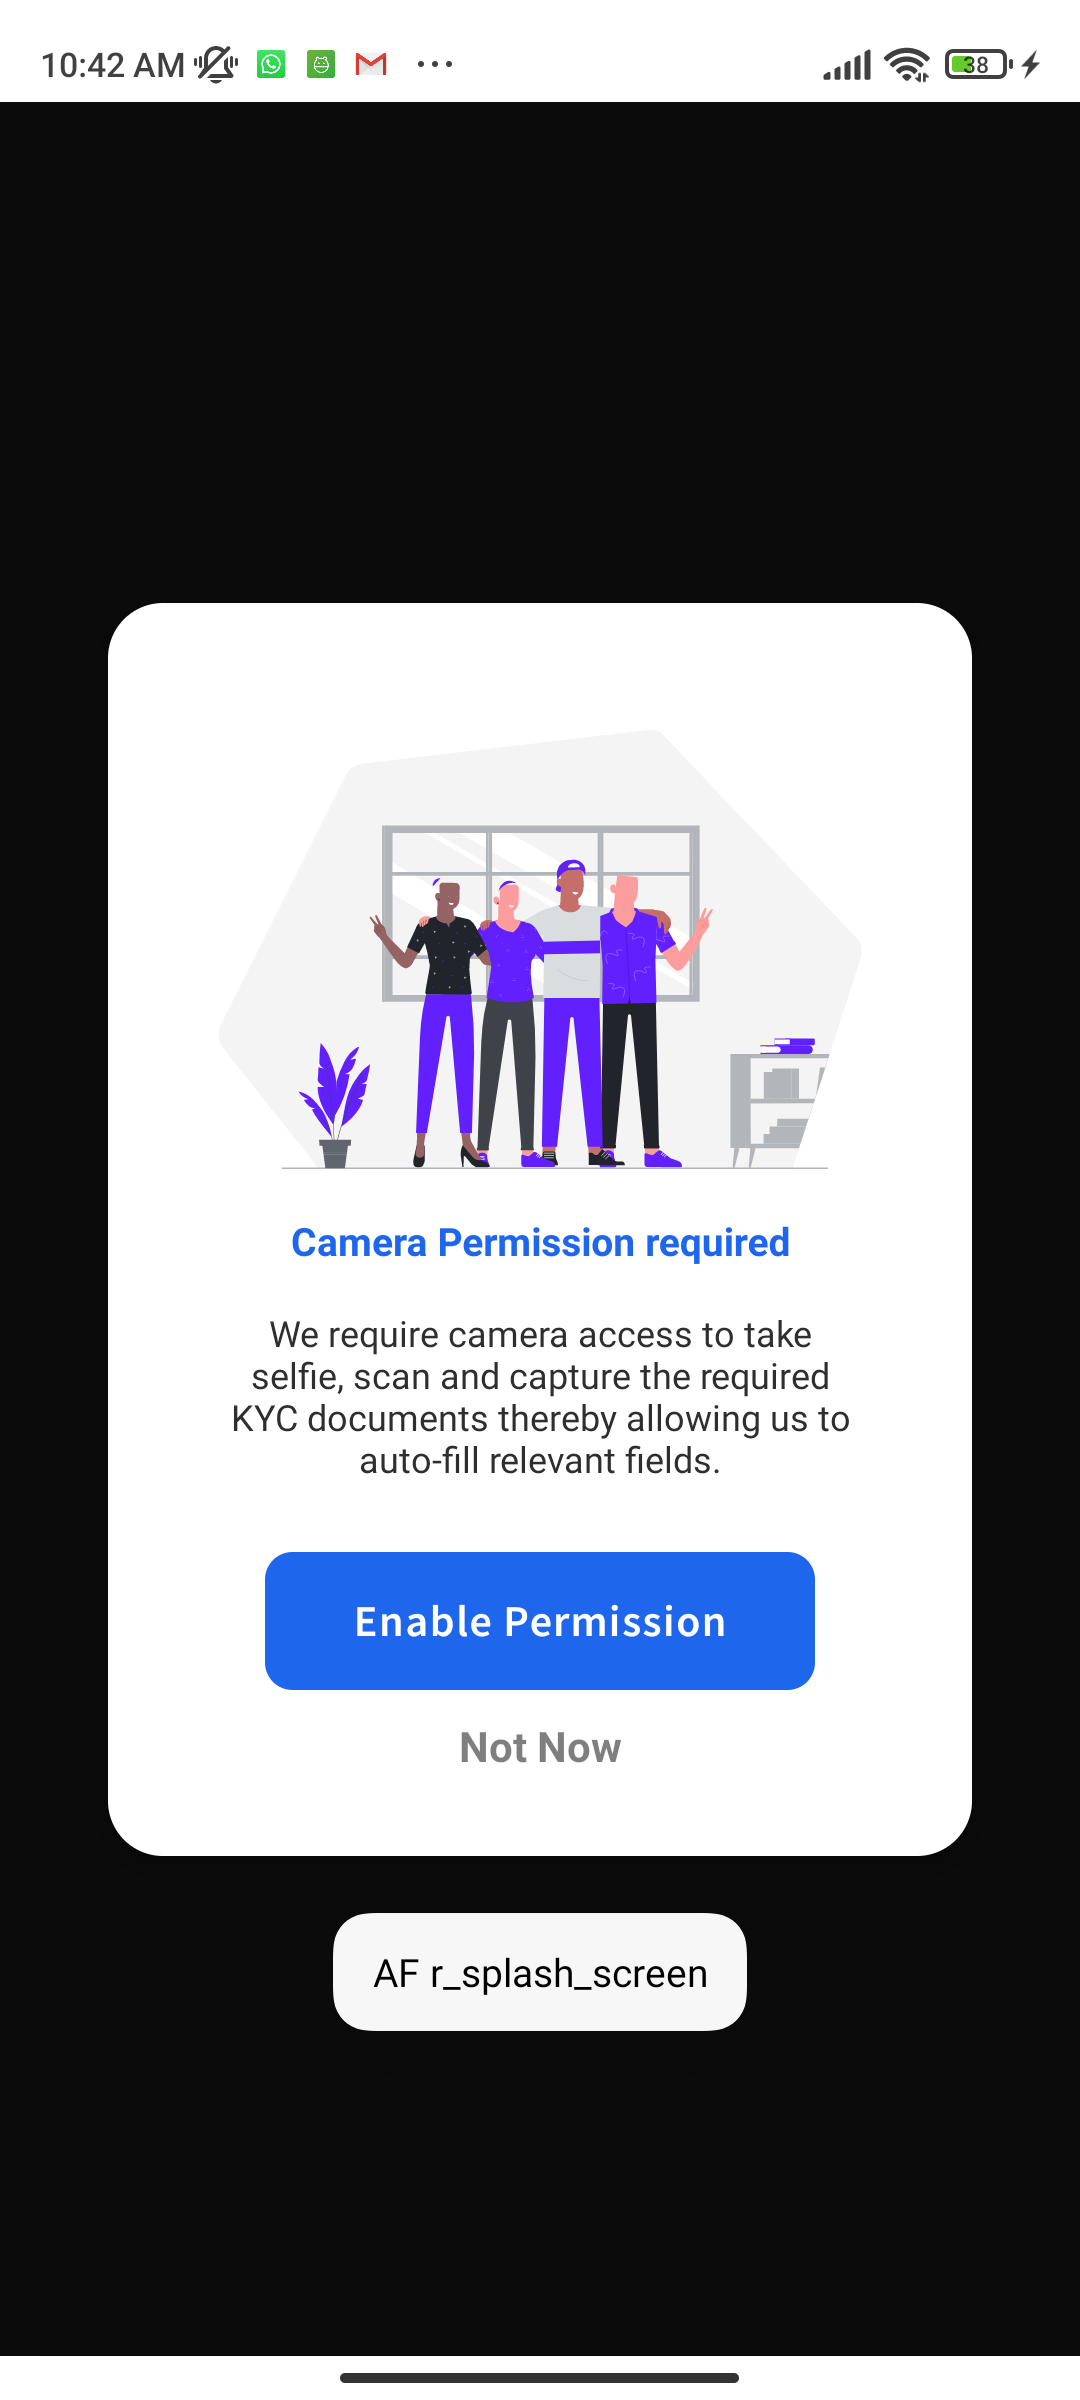 10:42 AM
38
Camera Permission required
We require camera access to take
selfie, scan and capture the required
KYC documents thereby allowing us to
auto-fill relevant fields.
Enable Permission
Not Now
AF r_splash_screen